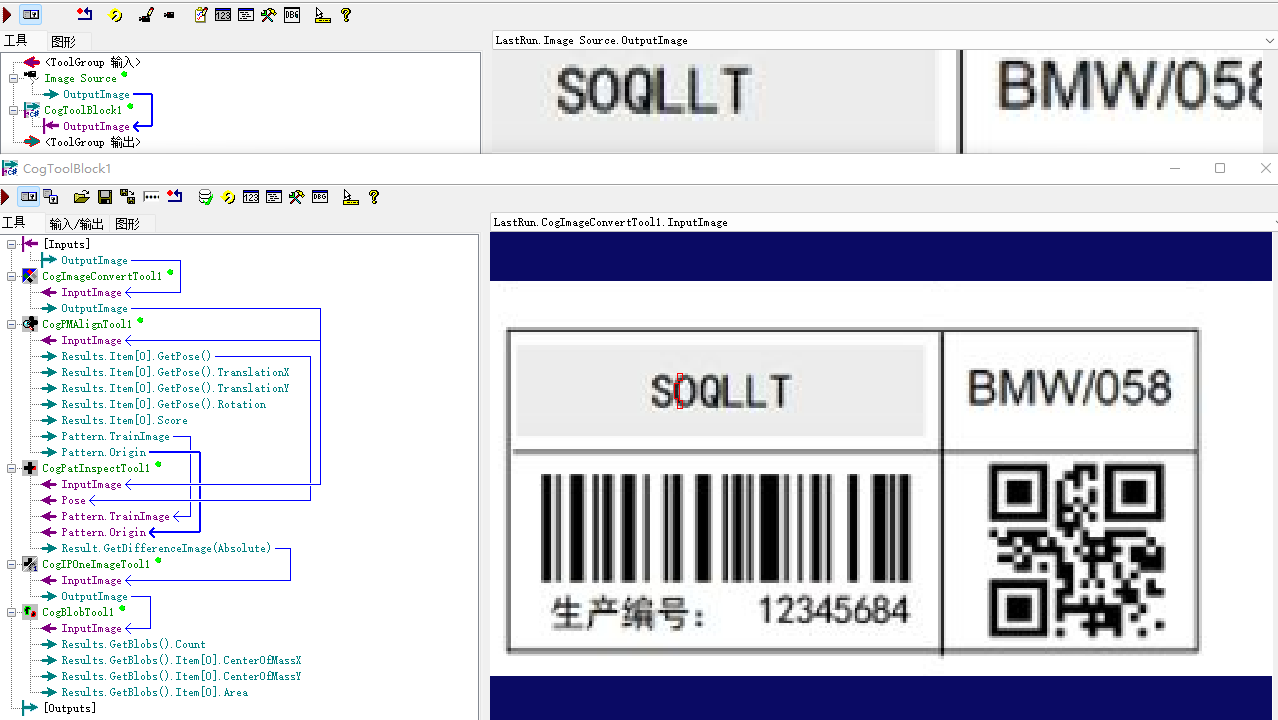 工具 图形
LastRun.Image Source.OutputImage
<ToolGroup 输入>
Image Source
OutputImage
CogToolBlock1
OutputImage
<ToolGroup 输出>
SOQLLT
BMW/058
CogToolBlock1
工具 输入/输出 图形
LastRun.CogImageConvertTool1.InputImage
[Inputs]
OutputImage
CogImageConvertTool1
InputImage
OutputImage
CogPMAlignTool1
InputImage
Results.Item[0].GetPose()
Results.Item[0].GetPose().TranslationX
Results.Item[0].GetPose().TranslationY
Results.Item[0].GetPose().Rotation
Results.Item[0].Score
Pattern.TrainImage
Pattern.Origin
CogPatInspectTool1
InputImage
Pose
Pattern.TrainImage
Pattern.Origin
Result.GetDifferenceImage(Absolute)
CogIPOneImageTool1
InputImage
OutputImage
CogBlobTool1
InputImage
Results.GetBlobs().Count
Results.GetBlobs().Item[0].CenterOfMassX
Results.GetBlobs().Item[0].CenterOfMassY
Results.GetBlobs().Item[0].Area
[Outputs]
SOQLLT
BMW/058
生产编号： 12345684